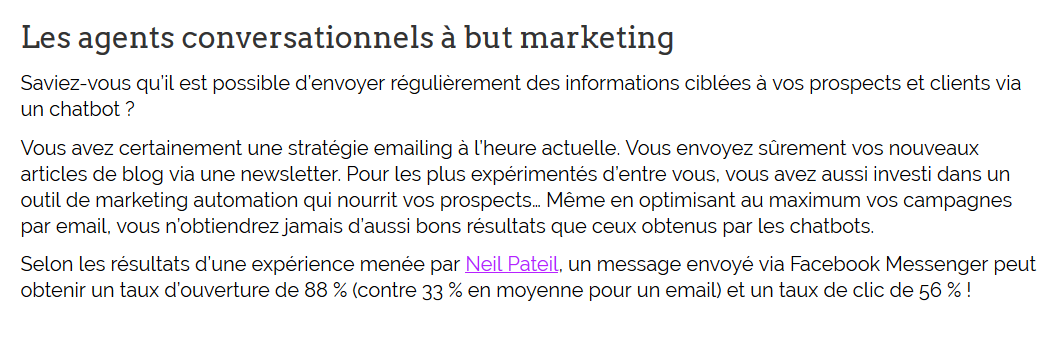 Les agents conversationnels à but marketing
Saviez-vous qu'il est possible d'envoyer régulièrement des informations ciblées à vos prospects et clients via
un chatbot ?
Vous avez certainement une stratégie emailing à l'heure actuelle. Vous envoyez sûrement vos nouveaux
articles de blog via une newsletter. Pour les plus expérimentés d'entre vous, vous avez aussi investi dans un
outil de marketing automation qui nourrit vos prospects… Même en optimisant au maximum vos campagnes
par email, vous n'obtiendrez jamais d'aussi bons résultats que ceux obtenus par les chatbots.
Selon les résultats d'une expérience menée par Neil Pateil, un message envoyé via Facebook Messenger peut
obtenir un taux d'ouverture de 88 % (contre 33 % en moyenne pour un email) et un taux de clic de 56 % !